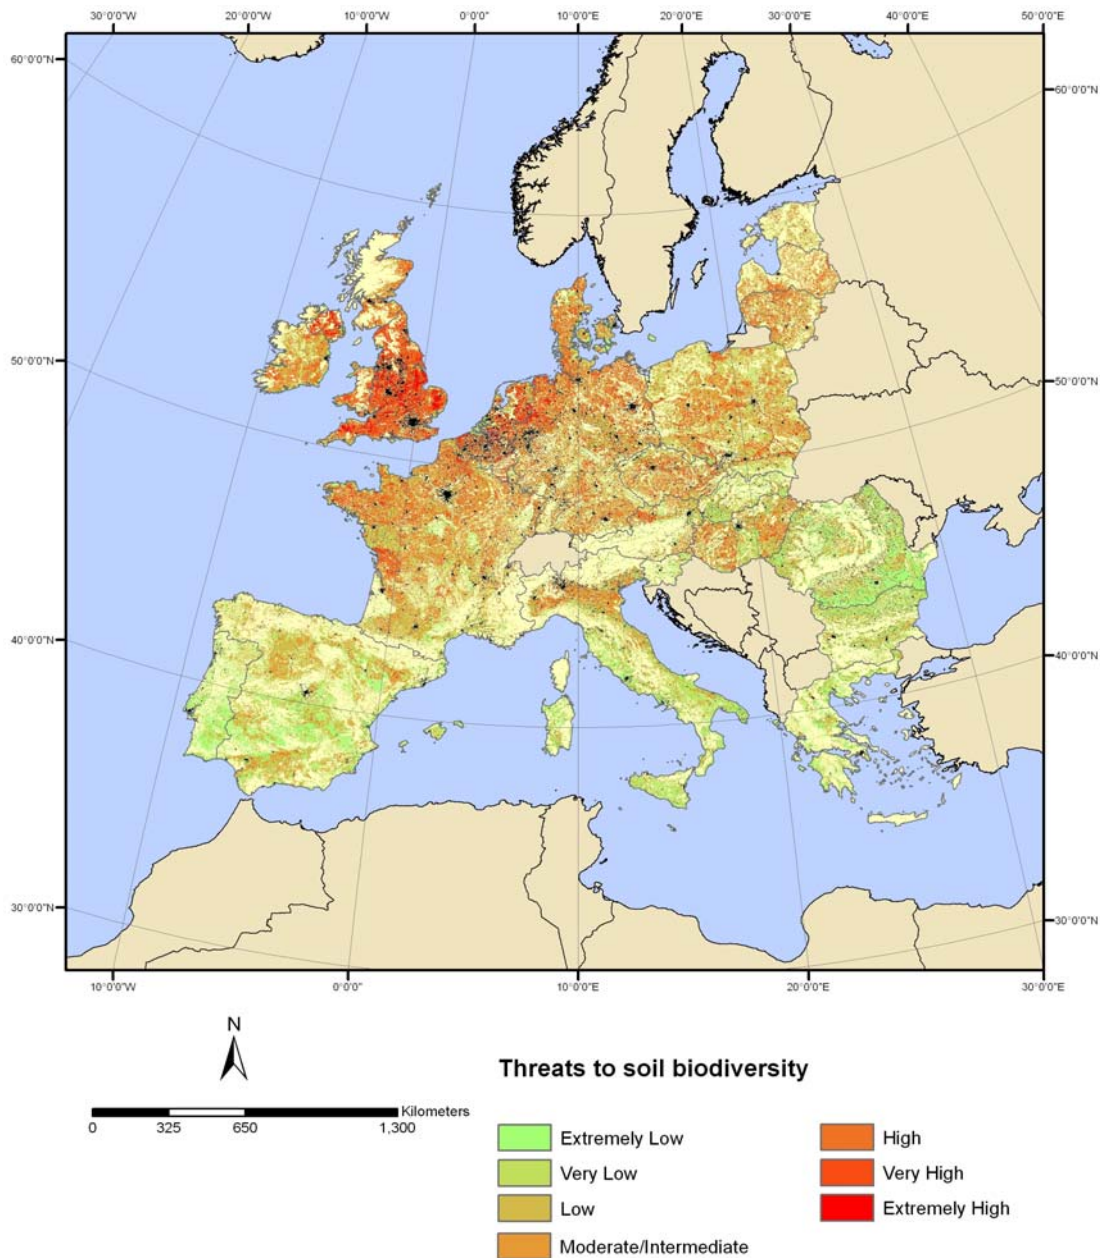 30°0'0"W 20°0'0"W 10°0'0"W 0°0'0" 10°0'0"E 20°0'0"E 30°0'0"E 40°0'0"E 50°0'0"E
60°0'0"N 60°0'0"N
50°0'0"N 50°0'0"N
40°0'0"N 40°0'0"N
30°0'0"N 30°0'0"N
10°0'0"W 0°0'0" 10°0'0"E 20°0'0"E 30°0'0"E
N
Kilometers
0 325 650 1,300
Threats to soil biodiversity
Extremely Low
Very Low
Low
Moderate/Intermediate
High
Very High
Extremely High